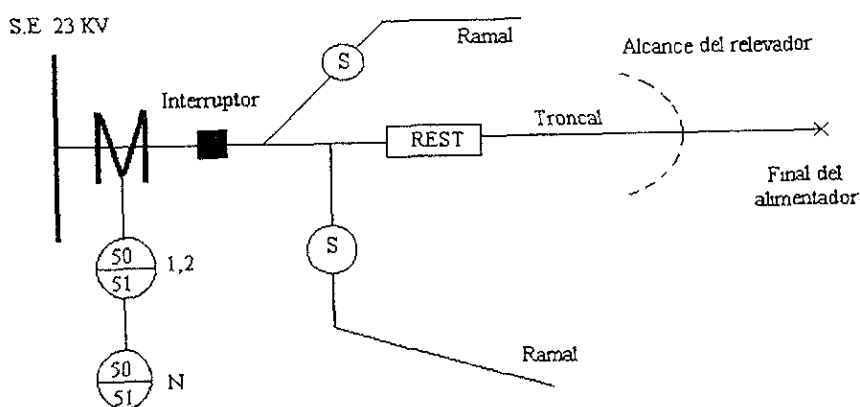 S.E 23 KV
Ramal
Alcance del relevador
S
Interruptor
REST
Troncal
Final del
alimentador
S
50
51
1,2
Ramal
50
51
N